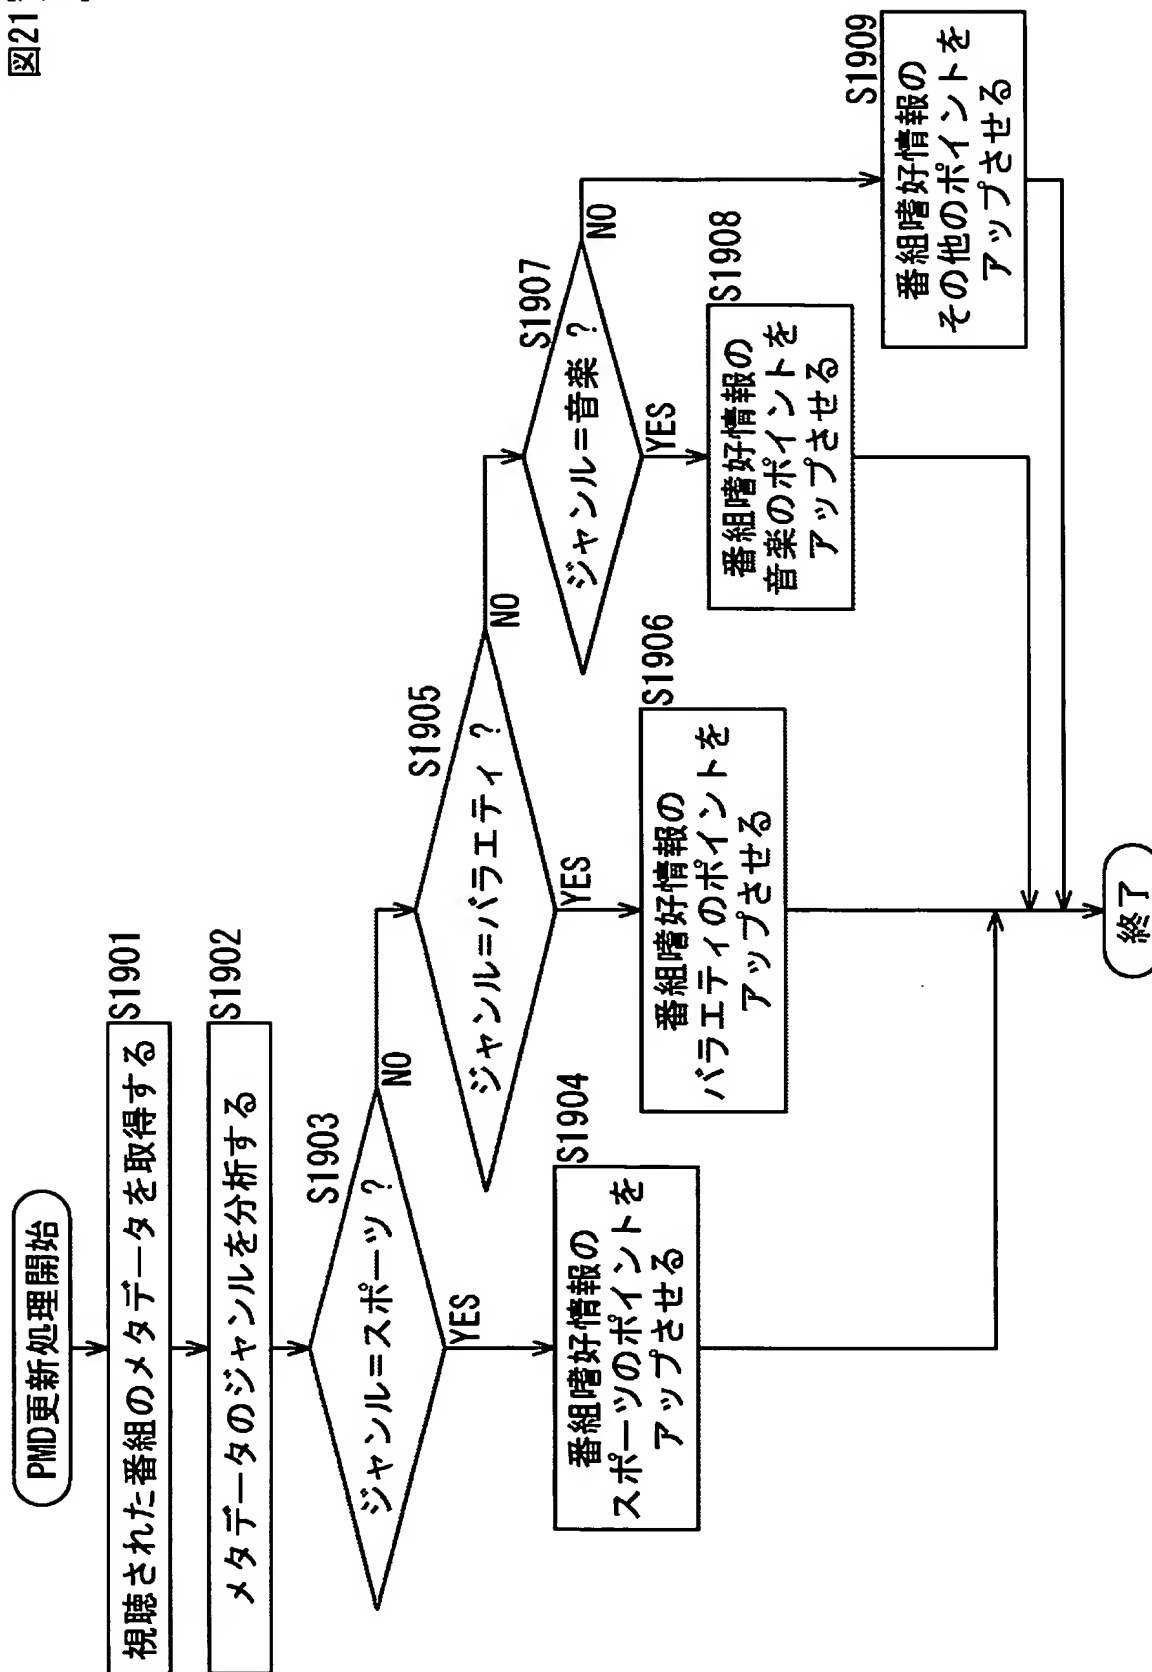 図21
PMD更新処理開始
S1901
視聴された番組のメタデータを取得する
S1902
メタデータのジャンルを分析する
S1903
ジャンル=スポーツ ?
YES
NO
S1904
番組嗜好情報の
スポーツのポイントを
アップさせる
S1905
ジャンル=バラエティ ?
YES
NO
S1906
番組嗜好情報の
バラエティのポイントを
アップさせる
S1907
ジャンル=音楽 ?
YES
NO
S1908
番組嗜好情報の
音楽のポイントを
アップさせる
S1909
番組嗜好情報の
その他のポイントを
アップさせる
終了